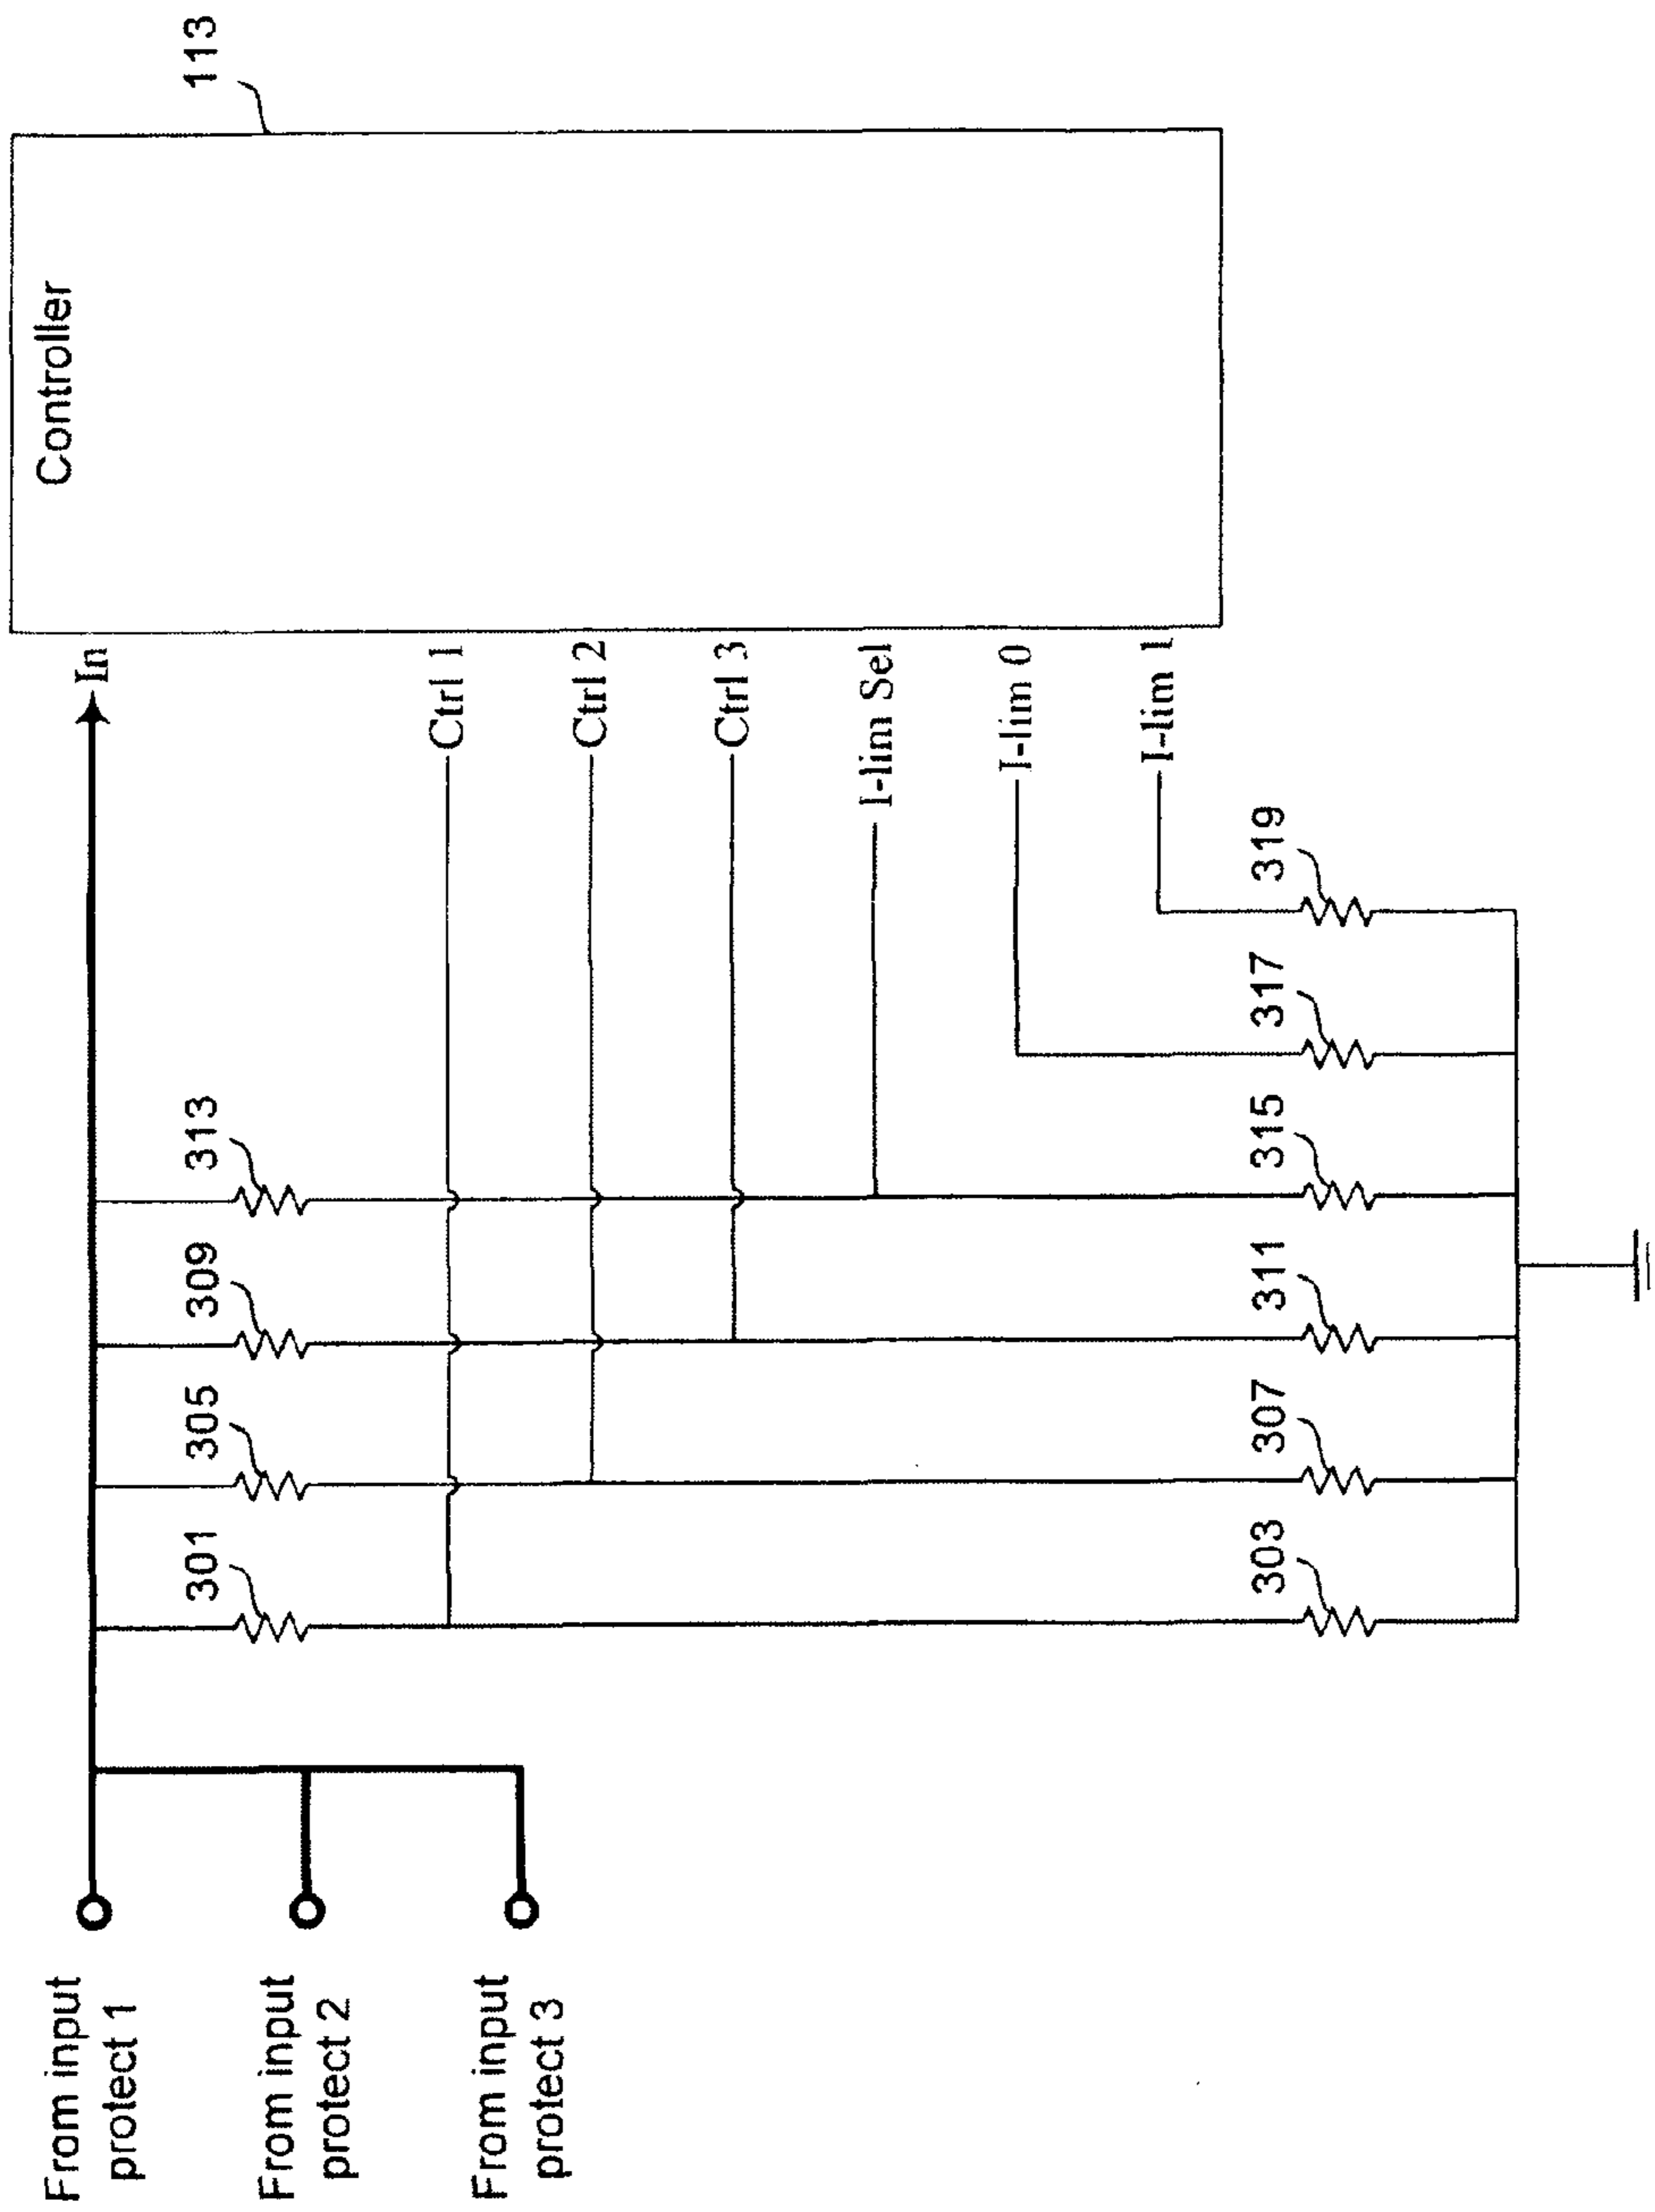 Controller
113
In
Ctrl 1
Ctrl 2
Ctrl 3
I-lim Sel
I-lim 0
I-lim 1
313
309
305
301
319
317
315
311
307
303
From input
protect 1
From input
protect 2
From input
protect 3